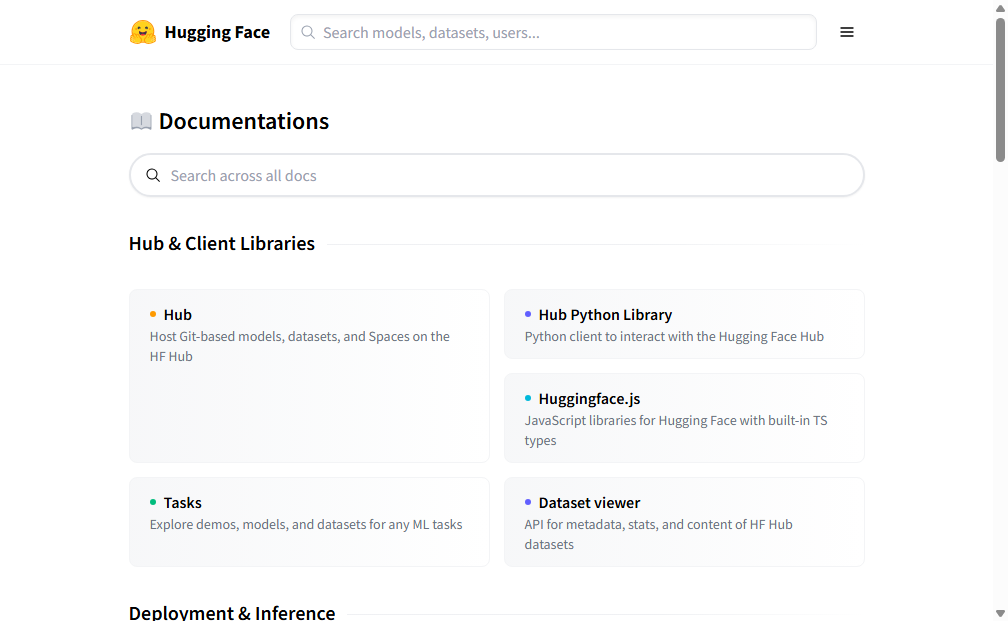 Hugging Face
Search models, datasets, users...
Documentations
Search across all docs
Hub & Client Libraries
Hub
Host Git-based models, datasets, and Spaces on the
HF Hub
Hub Python Library
Python client to interact with the Hugging Face Hub
Huggingface.js
JavaScript libraries for Hugging Face with built-in TS
types
Tasks
Explore demos, models, and datasets for any ML tasks
Dataset viewer
API for metadata, stats, and content of HF Hub
datasets
Deployment & Inference